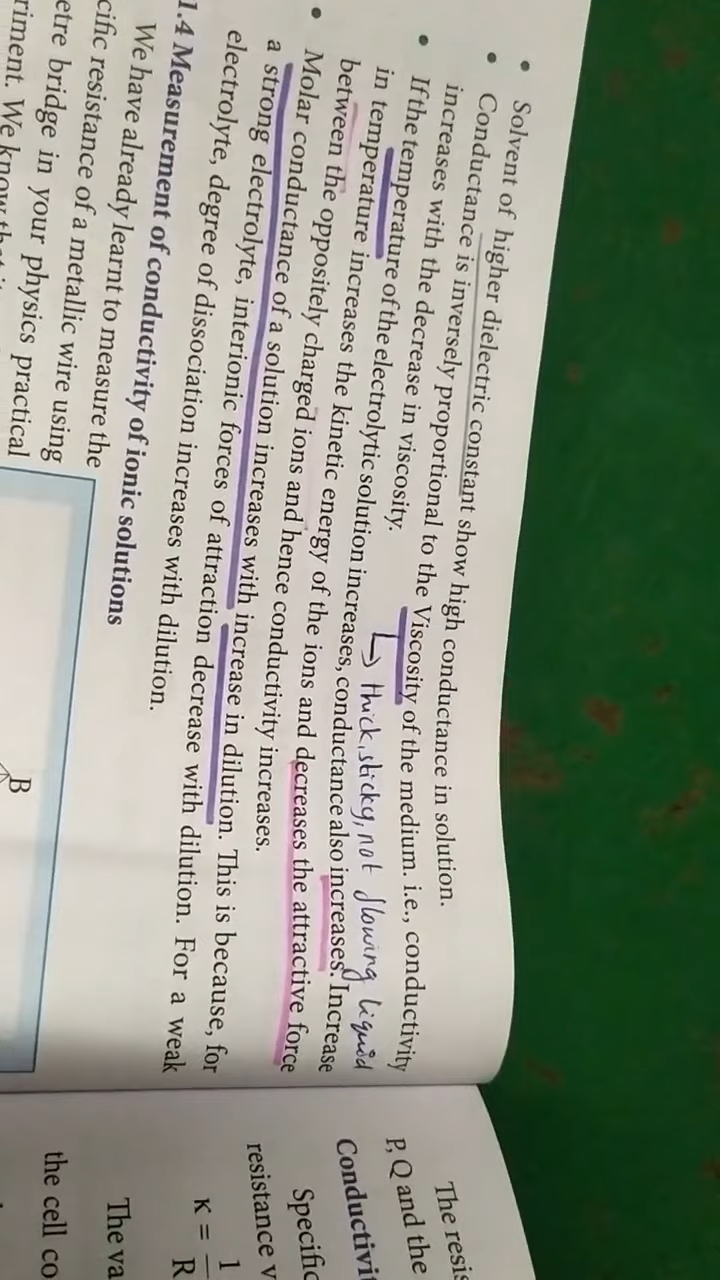 • Solvent of higher dielectric constant show high conductance in solution.
• Conductance is inversely proportional to the Viscosity of the medium. i.e., conductivity
increases with the decrease in viscosity.
↳ thick, sticky, not flowing liquid
• If the temperature of the electrolytic solution increases, conductance also increases. Increase
in temperature increases the kinetic energy of the ions and decreases the attractive force
between the oppositely charged ions and hence conductivity increases.
• Molar conductance of a solution increases with increase in dilution. This is because, for
a strong electrolyte, interionic forces of attraction decrease with dilution. For a weak
electrolyte, degree of dissociation increases with dilution.
1.4 Measurement of conductivity of ionic solutions
We have already learnt to measure the
cific resistance of a metallic wire using
etre bridge in your physics practical
riment. We know that
B
The resis
P, Q and the
Conductivit
Specific
resistance v
κ = 1
R
The va
the cell co